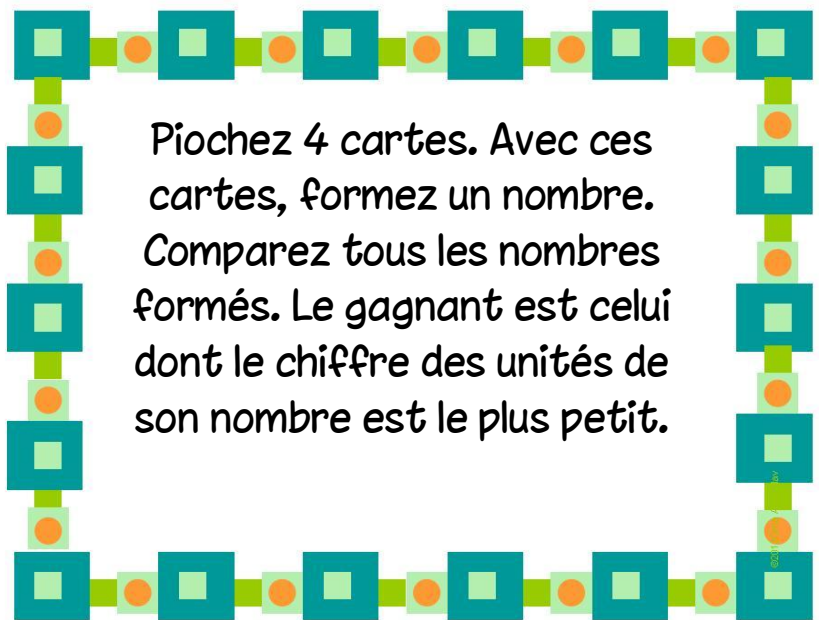 Piochez 4 cartes. Avec ces
cartes, formez un nombre.
Comparez tous les nombres
formés. Le gagnant est celui
dont le chiffre des unités de
son nombre est le plus petit.